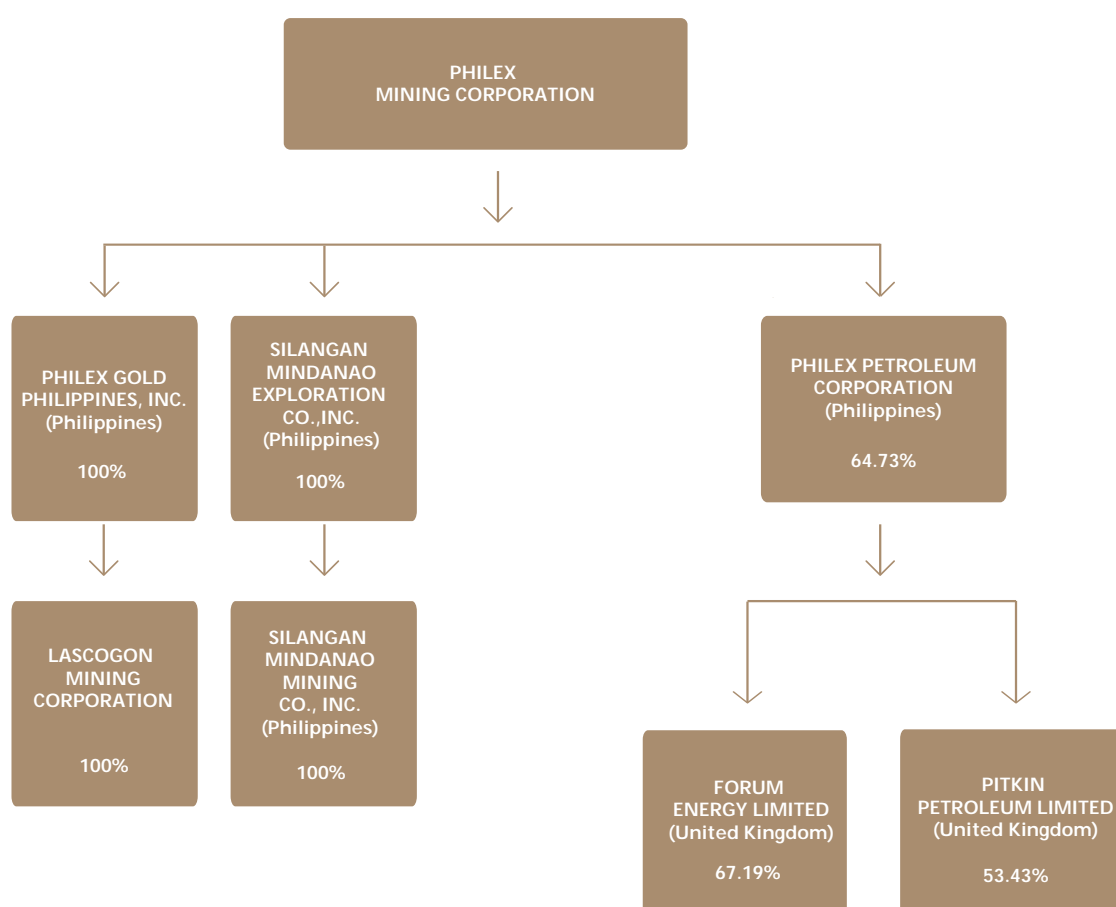 PHILEX
MINING CORPORATION
PHILEX GOLD
PHILIPPINES, INC.
(Philippines)
100%
SILANGAN
MINDANAO
EXPLORATION
CO.,INC.
(Philippines)
100%
PHILEX PETROLEUM
CORPORATION
(Philippines)
64.73%
LASCOGON
MINING
CORPORATION
100%
SILANGAN
MINDANAO
MINING
CO., INC.
(Philippines)
100%
FORUM
ENERGY LIMITED
(United Kingdom)
67.19%
PITKIN
PETROLEUM LIMITED
(United Kingdom)
53.43%